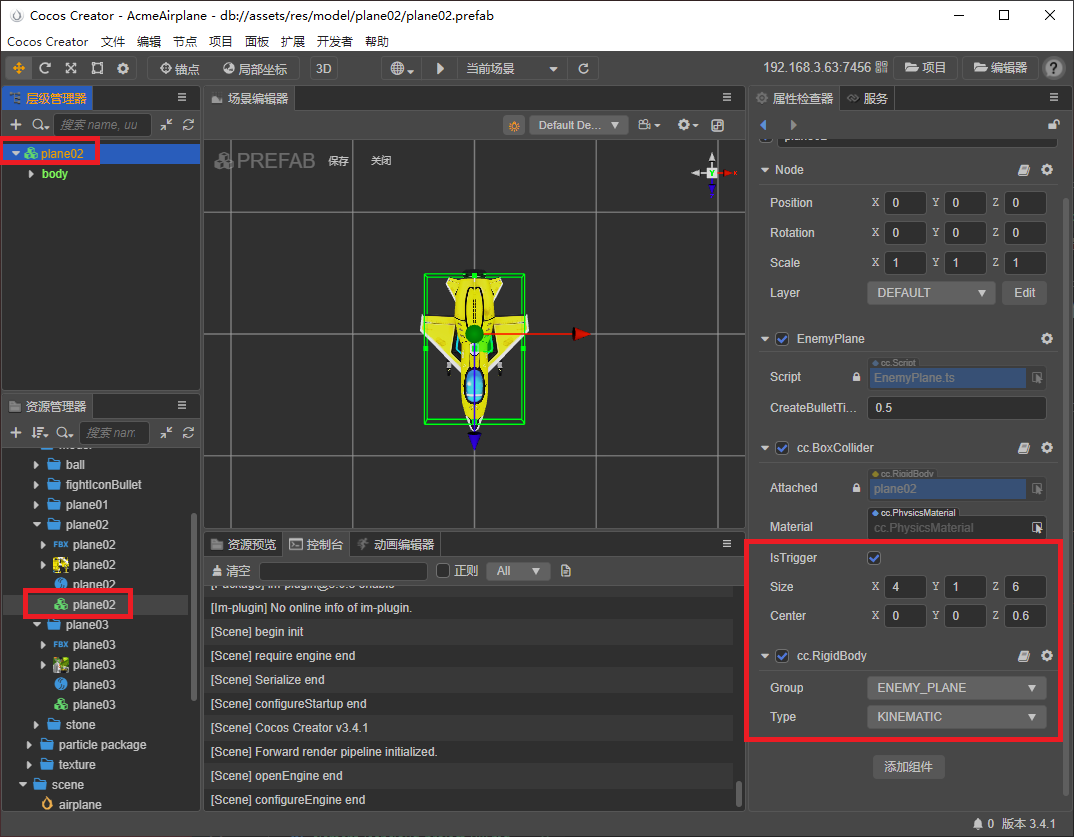 Cocos Creator - AcmeAirplane - db://assets/res/model/plane02/plane02.prefab
Cocos Creator 文件 编辑 节点 项目 面板 扩展 开发者 帮助
锚点 局部坐标 3D 当前场景 192.168.3.63:7456 项目 编辑器 ?
层级管理器
搜索 name, uu
plane02
body
场景编辑器
Default De...
PREFAB 保存 关闭
Y
资源管理器
搜索 nam
ball
fightIconBullet
plane01
plane02
FBX plane02
plane02
plane02
plane02
plane03
FBX plane03
plane03
plane03
plane03
stone
particle package
texture
scene
airplane
资源预览 控制台 动画编辑器
清空 正则 All
[Im-plugin] No online info of im-plugin.
[Scene] begin init
[Scene] require engine end
[Scene] Serialize end
[Scene] configureStartup end
[Scene] Cocos Creator v3.4.1
[Scene] Forward render pipeline initialized.
[Scene] openEngine end
[Scene] configureEngine end
属性检查器 服务
plane02
Node
Position X 0 Y 0 Z 0
Rotation X 0 Y 0 Z 0
Scale X 1 Y 1 Z 1
Layer DEFAULT Edit
EnemyPlane
cc.Script
Script EnemyPlane.ts
CreateBulletTi... 0.5
cc.BoxCollider
cc.RigidBody
Attached plane02
cc.PhysicsMaterial
Material cc.PhysicsMaterial
IsTrigger
Size X 4 Y 1 Z 6
Center X 0 Y 0 Z 0.6
cc.RigidBody
Group ENEMY_PLANE
Type KINEMATIC
添加组件
0 版本 3.4.1